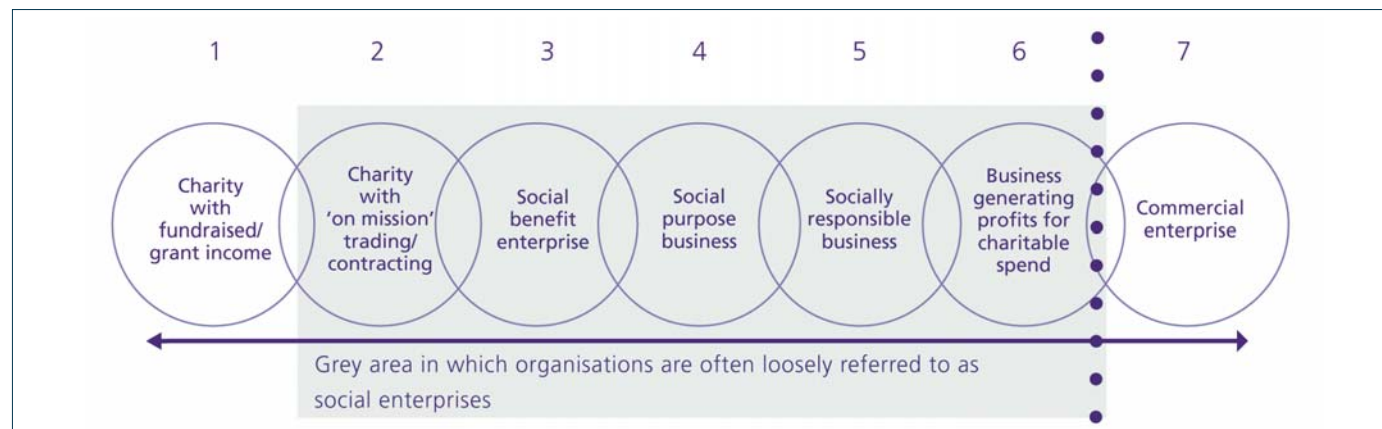 1 2 3 4 5 6 7
Charity
with
fundraised/
grant income
Charity
with
'on mission'
trading/
contracting
Social
benefit
enterprise
Social
purpose
business
Socially
responsible
business
Business
generating
profits for
charitable
spend
Commercial
enterprise
Grey area in which organisations are often loosely referred to as
social enterprises